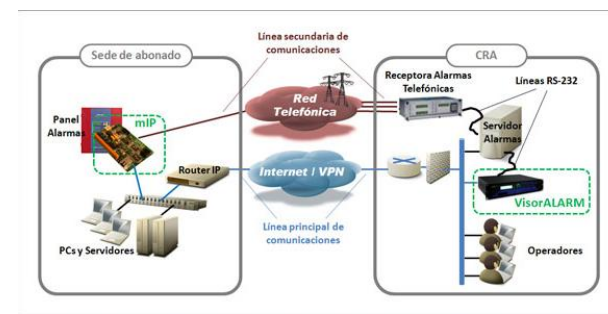 Línea secundaria de
comunicaciones
Sede de abonado
CRA
Receptora Alarmas
Telefónicas
Líneas RS-232
Panel
Alarmas
mIP
Red
Telefónica
Servidor
Alarmas
Router IP
Internet / VPN
VisorALARM
PCs y Servidores
Línea principal de
comunicaciones
Operadores